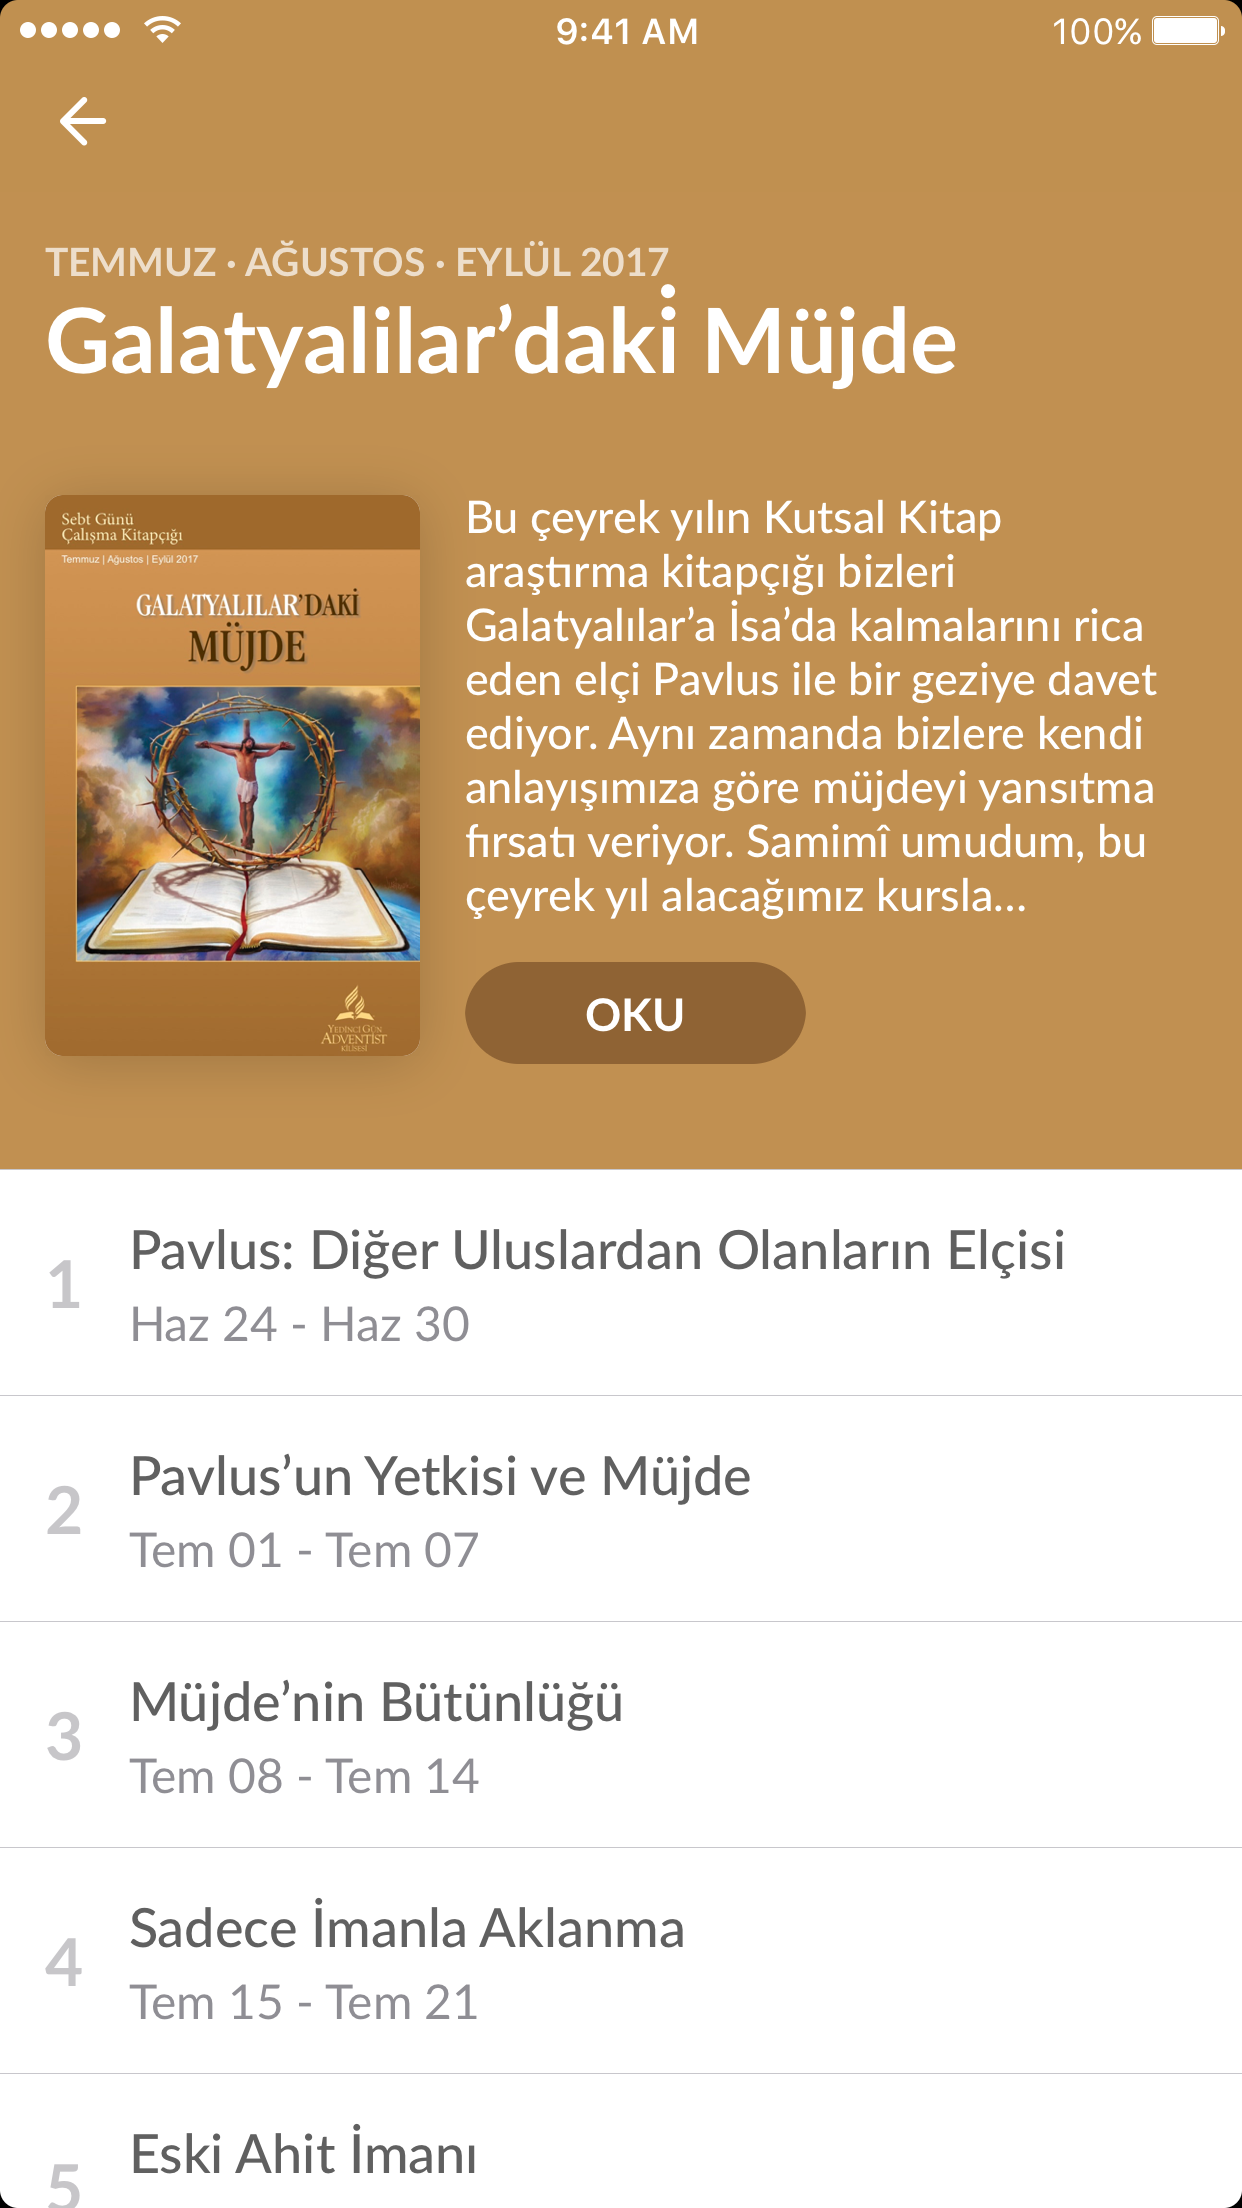 9:41 AM
100%
TEMMUZ · AĞUSTOS · EYLÜL 2017
Galatyalilar’daki̇ Müjde
Sebt Günü
Çalışma Kitapçığı
Temmuz | Ağustos | Eylül 2017
GALATYALILAR’DAKİ
MÜJDE
YEDİNCİ GÜN
ADVENTİST
KİLİSESİ
Bu çeyrek yılın Kutsal Kitap
araştırma kitapçığı bizleri
Galatyalılar’a İsa’da kalmalarını rica
eden elçi Pavlus ile bir geziye davet
ediyor. Aynı zamanda bizlere kendi
anlayışımıza göre müjdeyi yansıtma
fırsatı veriyor. Samimî umudum, bu
çeyrek yıl alacağımız kursla...
OKU
1
Pavlus: Diğer Uluslardan Olanların Elçisi
Haz 24 - Haz 30
2
Pavlus’un Yetkisi ve Müjde
Tem 01 - Tem 07
3
Müjde’nin Bütünlüğü
Tem 08 - Tem 14
4
Sadece İmanla Aklanma
Tem 15 - Tem 21
5
Eski Ahit İmanı